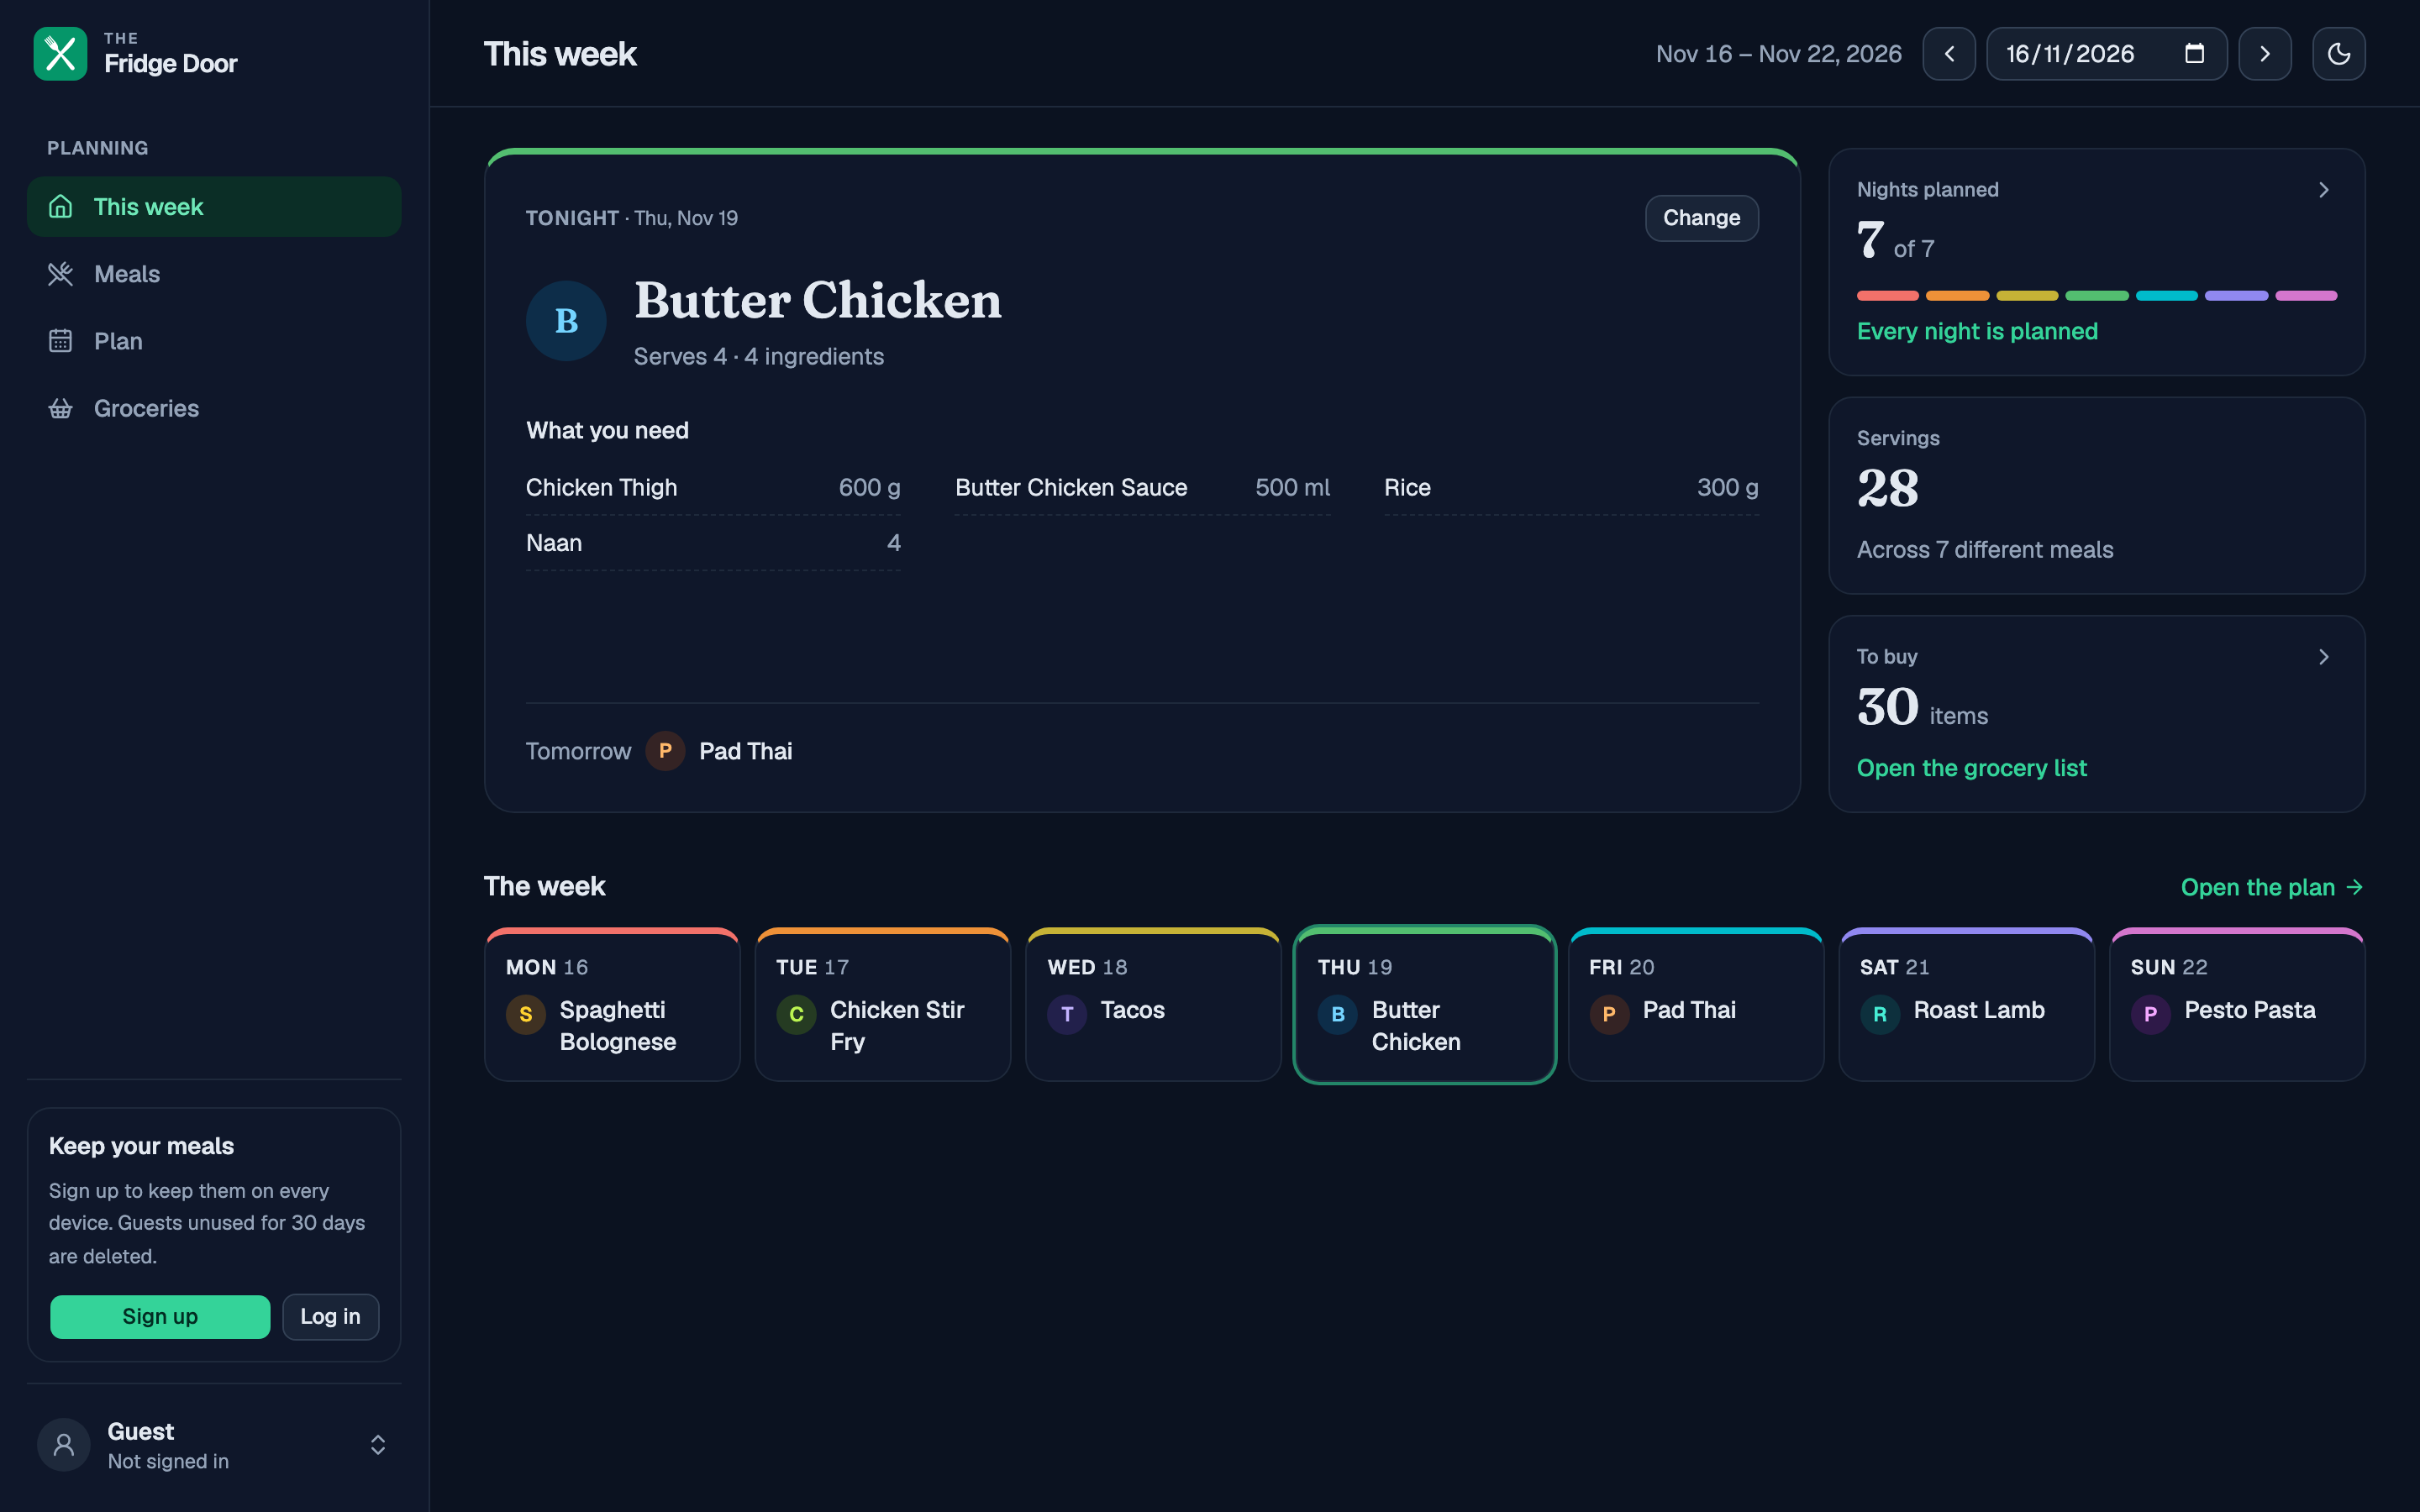 THE
Fridge Door
PLANNING
This week
Meals
Plan
Groceries
Keep your meals
Sign up to keep them on every
device. Guests unused for 30 days
are deleted.
Sign up
Log in
Guest
Not signed in
This week
Nov 16 – Nov 22, 2026
16/11/2026
TONIGHT · Thu, Nov 19
Change
B
Butter Chicken
Serves 4 · 4 ingredients
What you need
Chicken Thigh 600 g
Butter Chicken Sauce 500 ml
Rice 300 g
Naan 4
Tomorrow P Pad Thai
Nights planned
7 of 7
Every night is planned
Servings
28
Across 7 different meals
To buy
30 items
Open the grocery list
The week
Open the plan →
MON 16
S Spaghetti
Bolognese
TUE 17
C Chicken Stir
Fry
WED 18
T Tacos
THU 19
B Butter
Chicken
FRI 20
P Pad Thai
SAT 21
R Roast Lamb
SUN 22
P Pesto Pasta